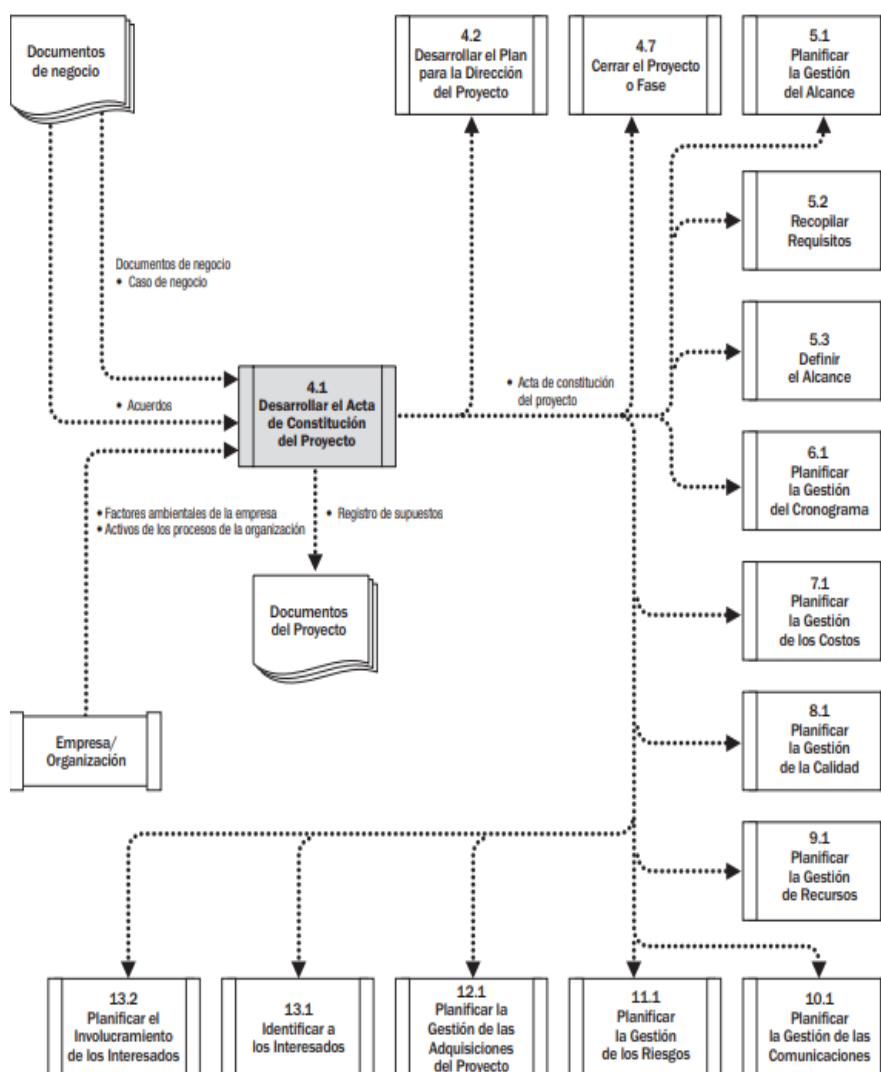 Documentos
de negocio
4.2
Desarrollar el Plan
para la Dirección
del Proyecto
4.7
Cerrar el Proyecto
o Fase
5.1
Planificar
la Gestión
del Alcance
5.2
Recopilar
Requisitos
Documentos de negocio
• Caso de negocio
5.3
Definir
el Alcance
4.1
Desarrollar el Acta
de Constitución
del Proyecto
• Acuerdos
• Acta de constitución
del proyecto
6.1
Planificar
la Gestión
del Cronograma
• Factores ambientales de la empresa
• Activos de los procesos de la organización
• Registro de supuestos
Documentos
del Proyecto
7.1
Planificar
la Gestión
de los Costos
Empresa/
Organización
8.1
Planificar
la Gestión
de la Calidad
9.1
Planificar
la Gestión
de Recursos
13.2
Planificar el
Involucramiento
de los Interesados
13.1
Identificar a
los Interesados
12.1
Planificar la
Gestión de las
Adquisiciones
del Proyecto
11.1
Planificar
la Gestión
de los Riesgos
10.1
Planificar
la Gestión de las
Comunicaciones